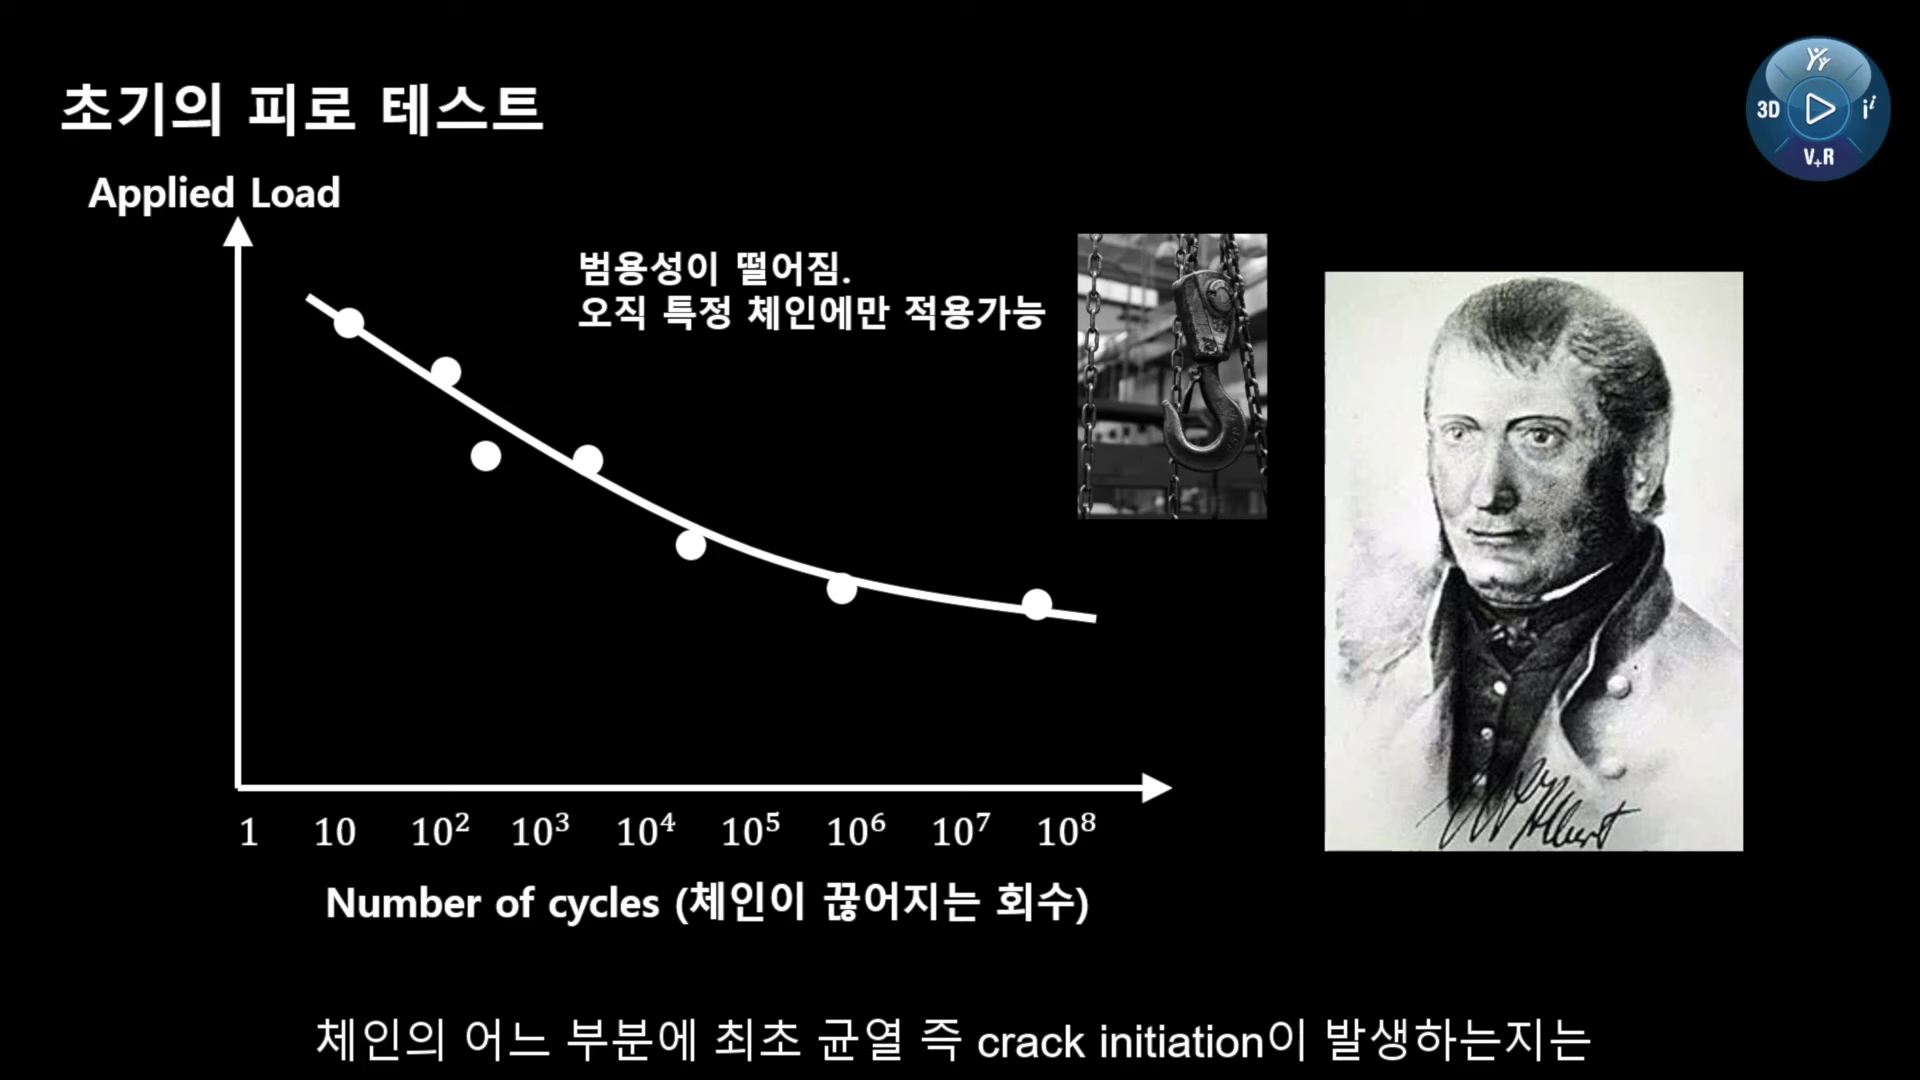 초기의 피로 테스트
3D
V+R
Applied Load
범용성이 떨어짐.
오직 특정 체인에만 적용가능
1 10 10² 10³ 10⁴ 10⁵ 10⁶ 10⁷ 10⁸
Number of cycles (체인이 끊어지는 회수)
체인의 어느 부분에 최초 균열 즉 crack initiation이 발생하는지는